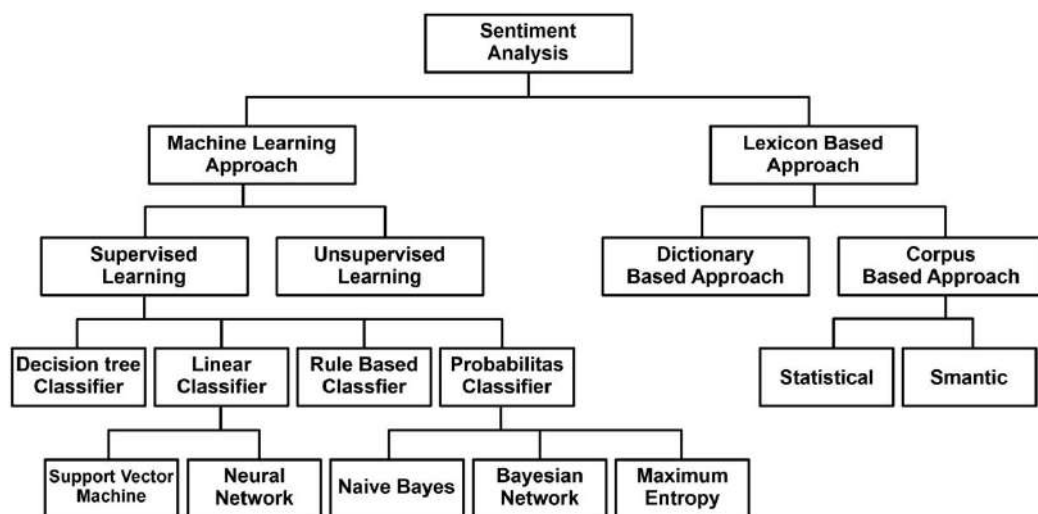 Sentiment
Analysis
Machine Learning
Approach
Lexicon Based
Approach
Supervised
Learning
Unsupervised
Learning
Dictionary
Based Approach
Corpus
Based Approach
Decision tree
Classifier
Linear
Classifier
Rule Based
Classfier
Probabilitas
Classifier
Statistical
Smantic
Support Vector
Machine
Neural
Network
Naive Bayes
Bayesian
Network
Maximum
Entropy